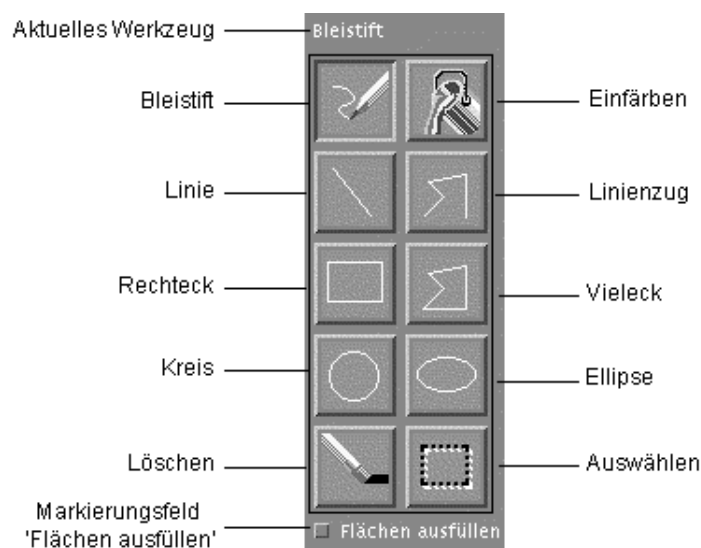 Aktuelles Werkzeug
Bleistift
Bleistift
Einfärben
Linie
Linienzug
Rechteck
Vieleck
Kreis
Ellipse
Löschen
Auswählen
Markierungsfeld
'Flächen ausfüllen'
Flächen ausfüllen